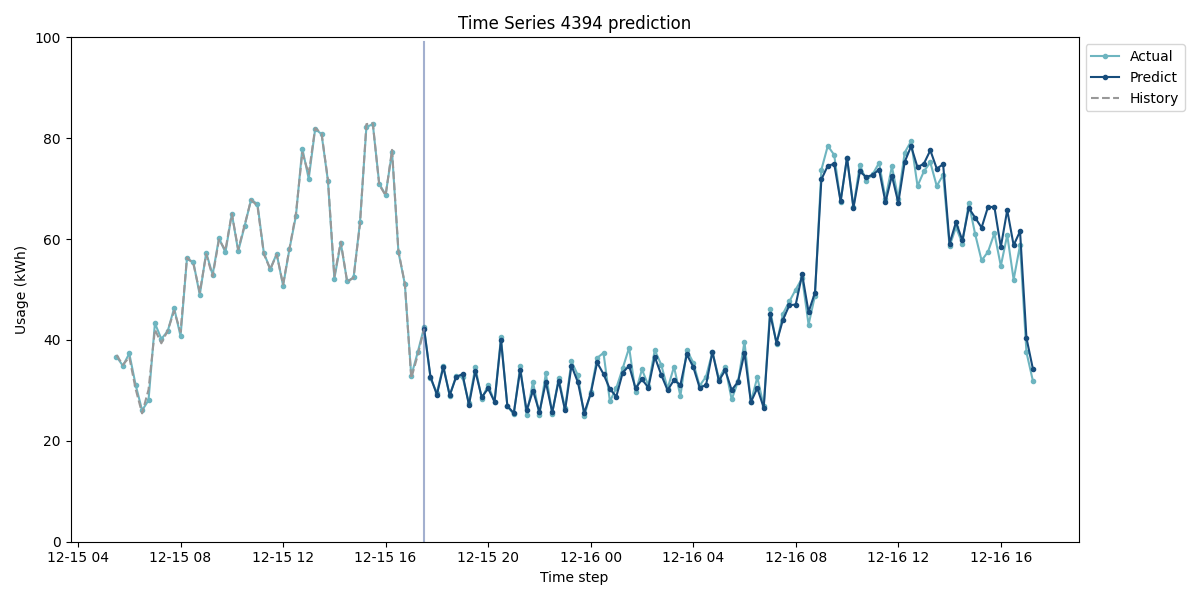 Time Series 4394 prediction
100
80
60
40
20
0
Usage (kWh)
12-15 04
12-15 08
12-15 12
12-15 16
12-15 20
12-16 00
12-16 04
12-16 08
12-16 12
12-16 16
Time step
Actual
Predict
History